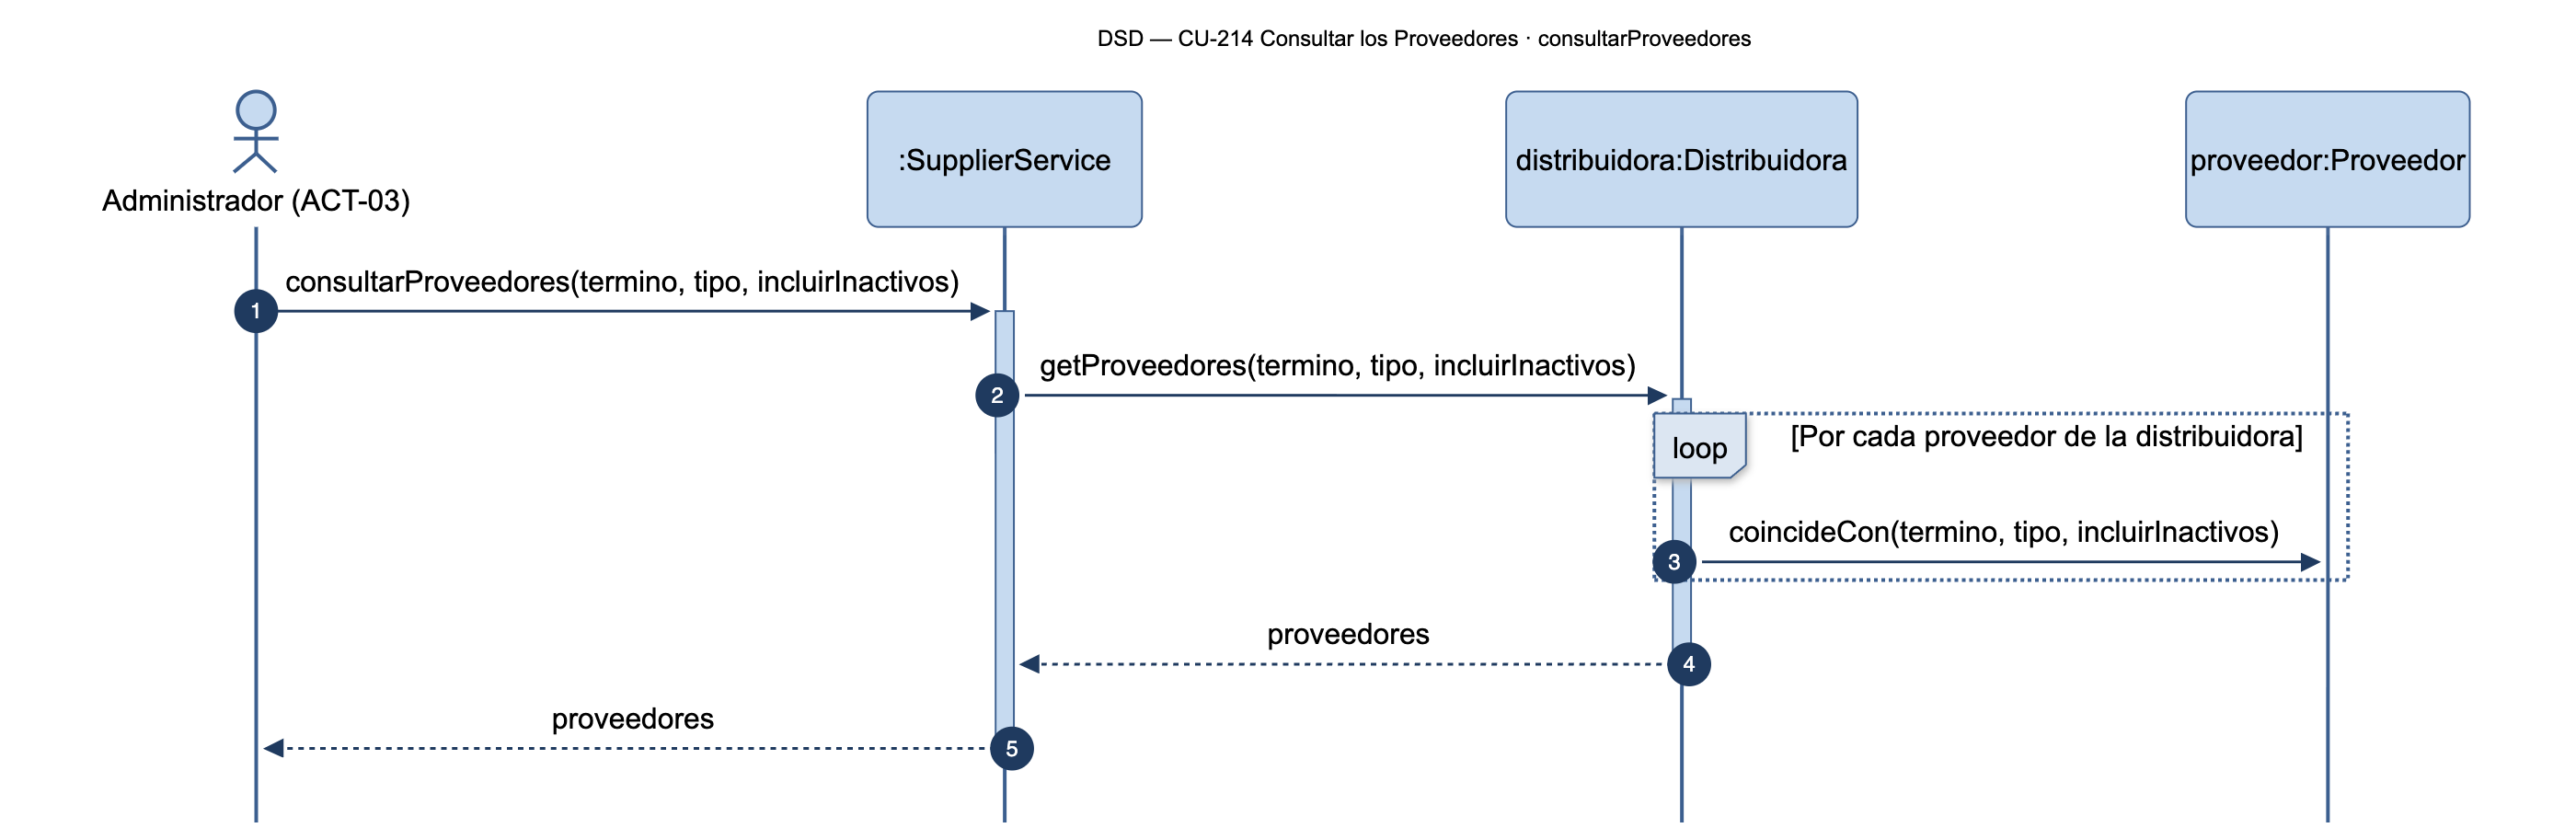 DSD — CU-214 Consultar los Proveedores · consultarProveedores
Administrador (ACT-03)
:SupplierService
distribuidora:Distribuidora
proveedor:Proveedor
consultarProveedores(termino, tipo, incluirInactivos)
1
getProveedores(termino, tipo, incluirInactivos)
2
loop
[Por cada proveedor de la distribuidora]
coincideCon(termino, tipo, incluirInactivos)
3
proveedores
4
proveedores
5